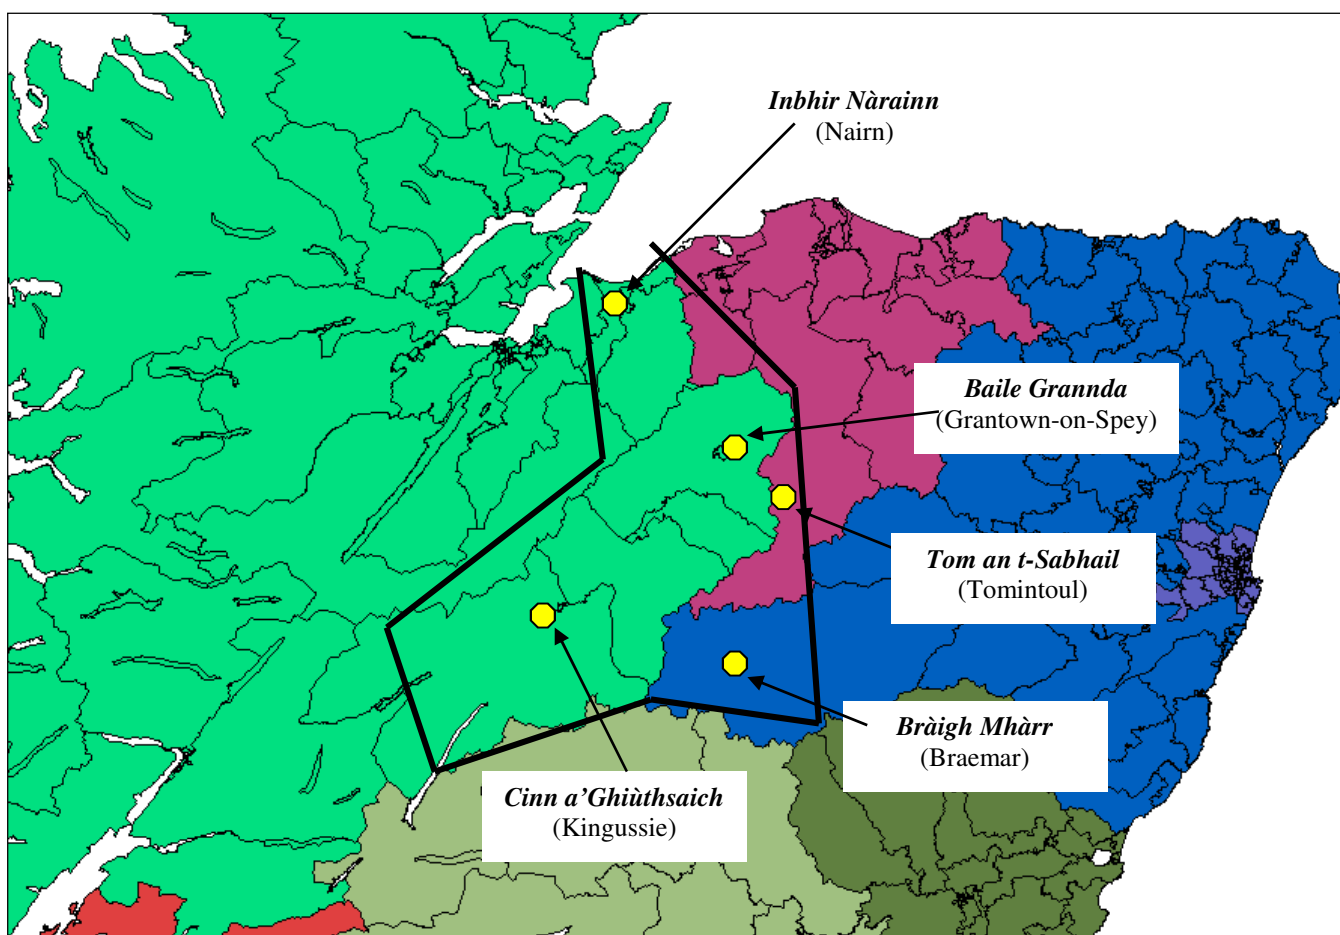 Inbhir Nàrainn
(Nairn)
Baile Grannda
(Grantown-on-Spey)
Tom an t-Sabhail
(Tomintoul)
Bràigh Mhàrr
(Braemar)
Cinn a’Ghiùthsaich
(Kingussie)